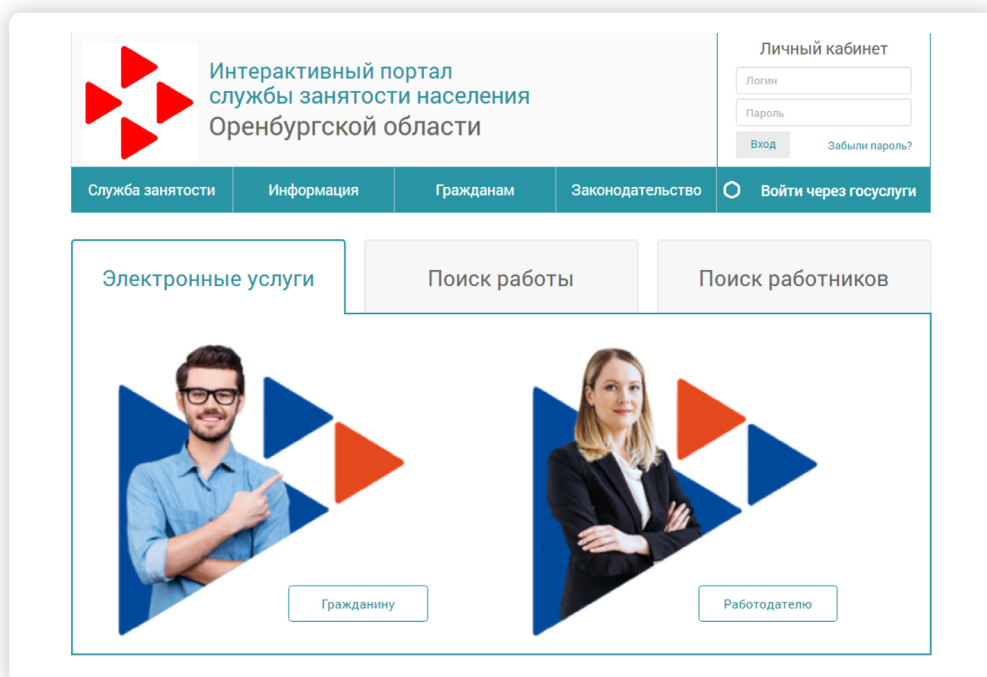 Интерактивный портал
службы занятости населения
Оренбургской области
Личный кабинет
Логин
Пароль
Вход
Забыли пароль?
Служба занятости
Информация
Гражданам
Законодательство
Войти через госуслуги
Электронные услуги
Поиск работы
Поиск работников
Гражданину
Работодателю